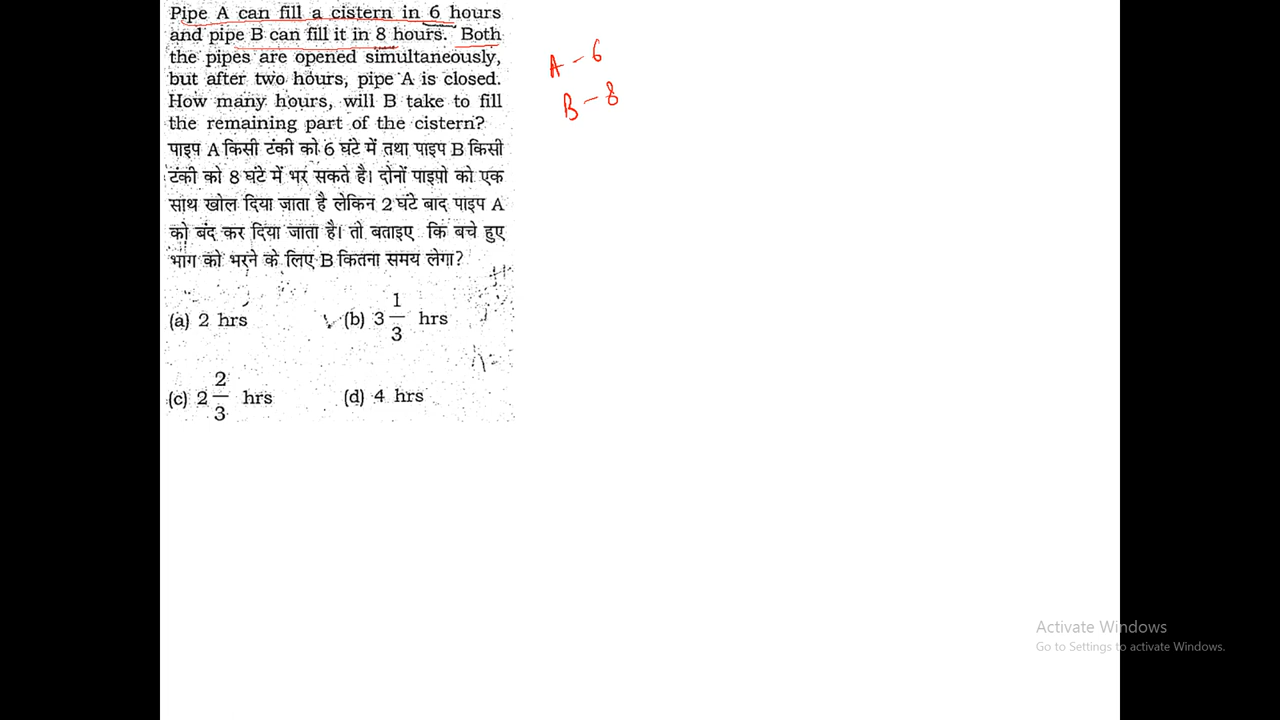 Pipe A can fill a cistern in 6 hours
and pipe B can fill it in 8 hours. Both
the pipes are opened simultaneously,
but after two hours, pipe A is closed.
How many hours, will B take to fill
the remaining part of the cistern?
पाइप A किसी टंकी को 6 घंटे में तथा पाइप B किसी
टंकी को 8 घंटे में भर सकते है। दोनों पाइपो को एक
साथ खोल दिया जाता है लेकिन 2 घंटे बाद पाइप A
को बंद कर दिया जाता है। तो बताइए कि बचे हुए
भाग को भरने के लिए B कितना समय लेगा?
(a) 2 hrs (b) 3 1/3 hrs
(c) 2 2/3 hrs (d) 4 hrs
A - 6
B - 8
Activate Windows
Go to Settings to activate Windows.